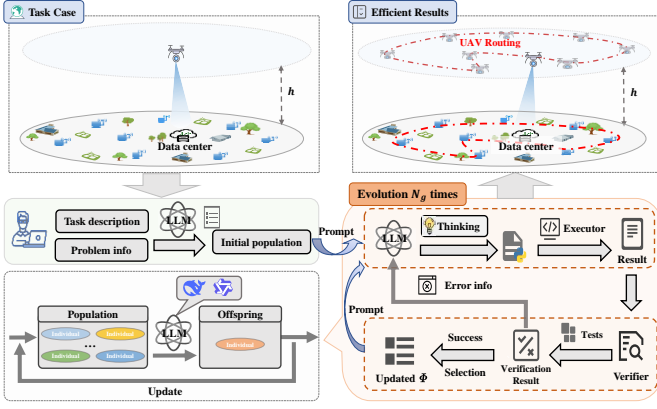 Task Case
h
Data center
Efficient Results
UAV Routing
h
Data center
Task description
Problem info
LLM
Initial population
Prompt
Evolution N_g times
LLM
Thinking
Executor
Result
Error info
Prompt
Updated Φ
Success
Selection
Verification
Result
Tests
Verifier
Population
Individual
Individual
...
Individual
Individual
LLM
Offspring
Individual
Update